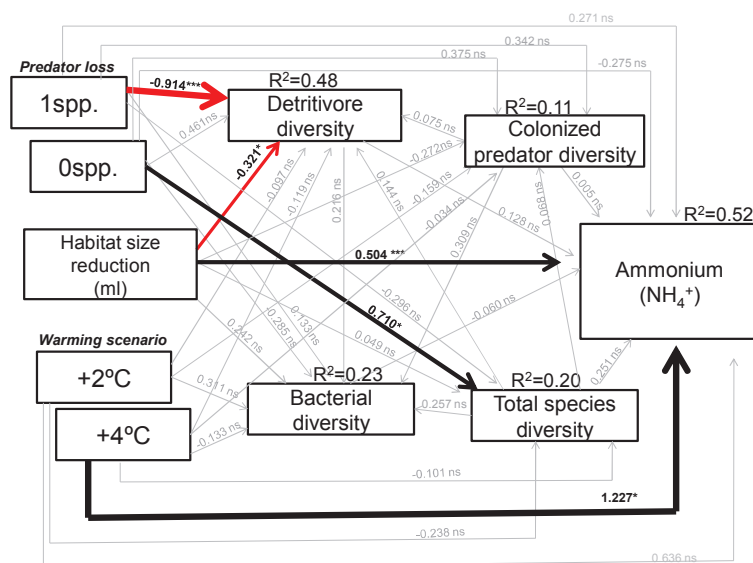 0.271 ns
0.342 ns
0.375 ns
-0.275 ns
Predator loss
1spp.
-0.914***
R²=0.48
Detritivore
diversity
0.461ns
0.075 ns
R²=0.11
Colonized
predator diversity
0spp.
-0.321*
-0.272ns
-0.097 ns
-0.119 ns
0.216 ns
0.144 ns
-0.159 ns
-0.034 ns
0.128 ns
0.005 ns
0.068 ns
0.309 ns
R²=0.52
Ammonium
(NH₄⁺)
Habitat size
reduction
(ml)
0.504 ***
0.710*
-0.296 ns
-0.060 ns
0.242 ns
-0.285 ns
0.133 ns
0.049 ns
Warming scenario
+2ºC
0.311 ns
R²=0.23
Bacterial
diversity
-0.257 ns
R²=0.20
Total species
diversity
0.251 ns
+4ºC
-0.133 ns
-0.101 ns
1.227*
-0.238 ns
0.636 ns